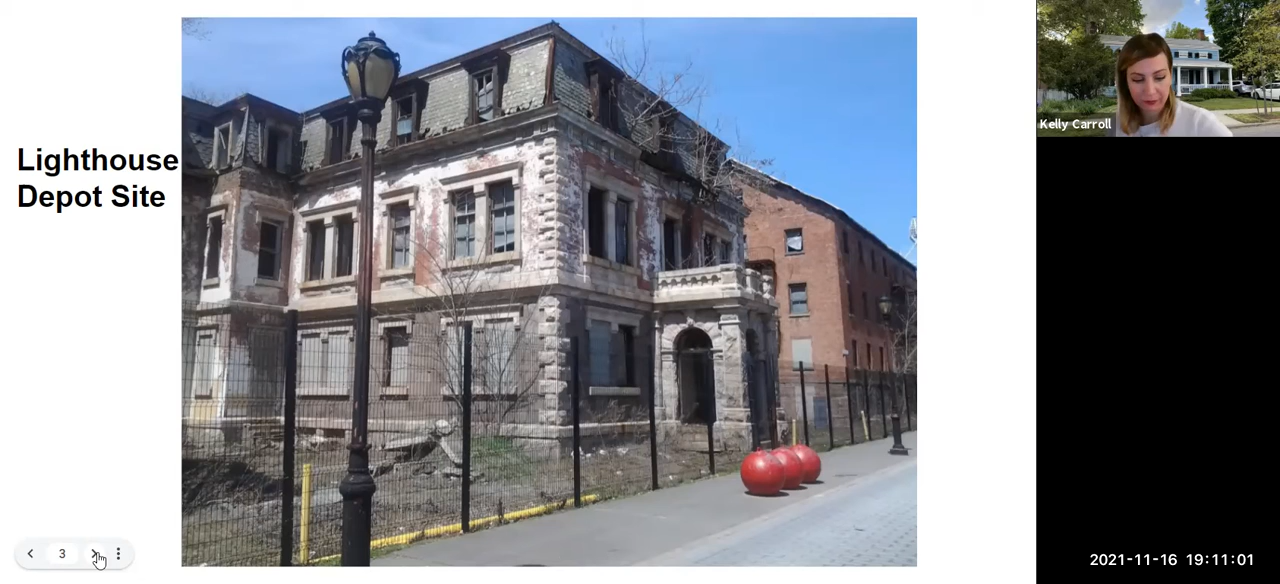 Lighthouse
Depot Site
Kelly Carroll
3
2021-11-16 19:11:01